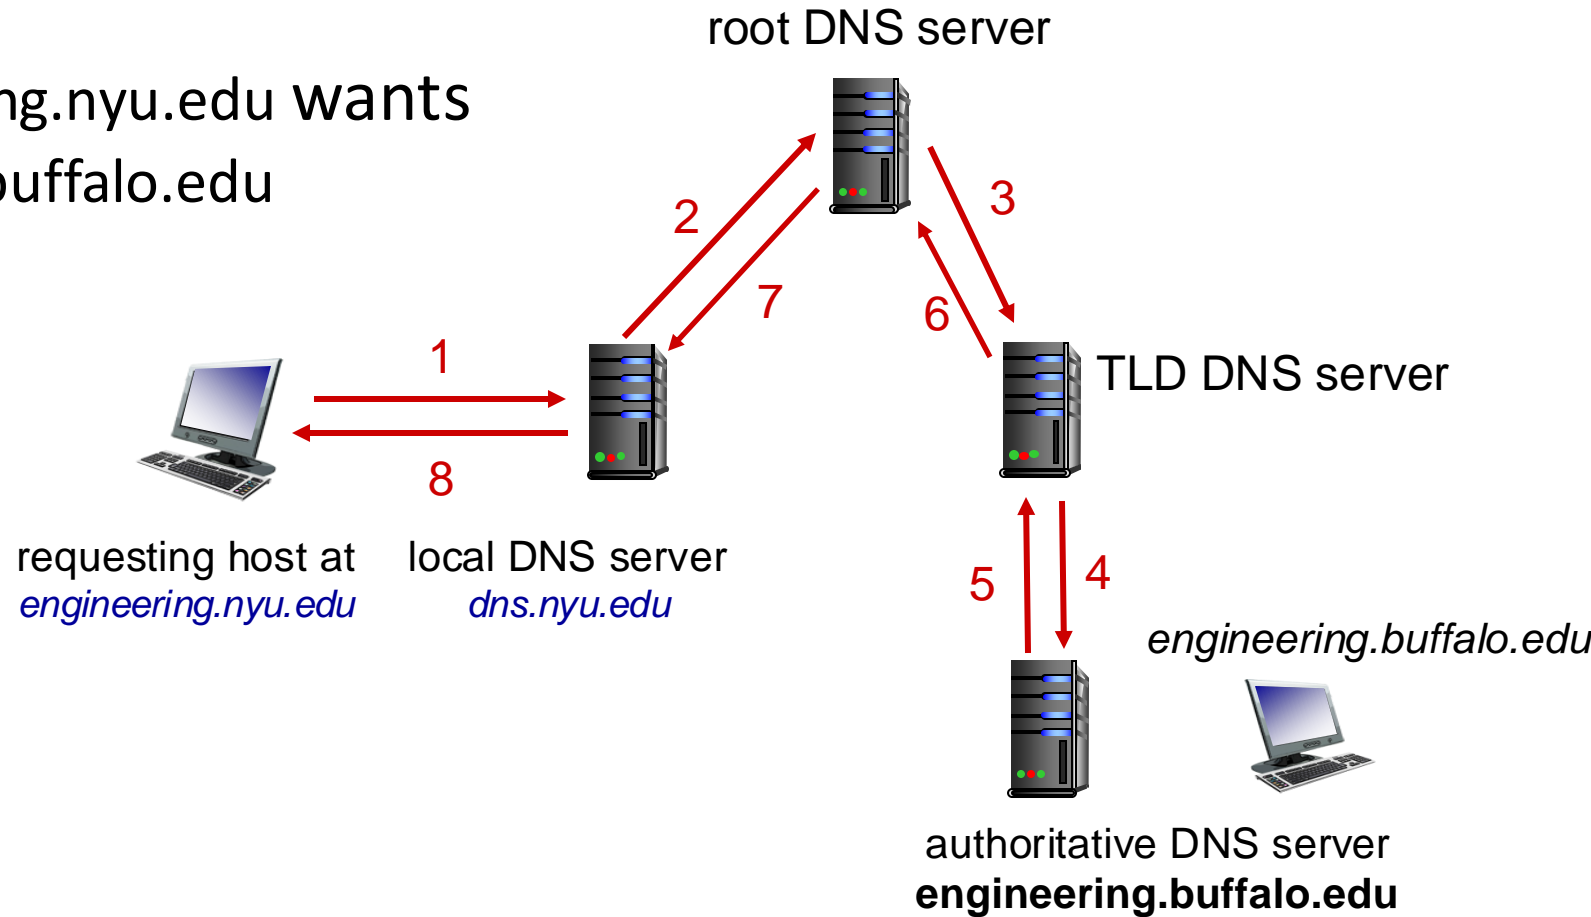 root DNS server
ng.nyu.edu wants
buffalo.edu
2
3
7
6
1
TLD DNS server
8
requesting host at
engineering.nyu.edu
local DNS server
dns.nyu.edu
5
4
engineering.buffalo.edu
authoritative DNS server
engineering.buffalo.edu